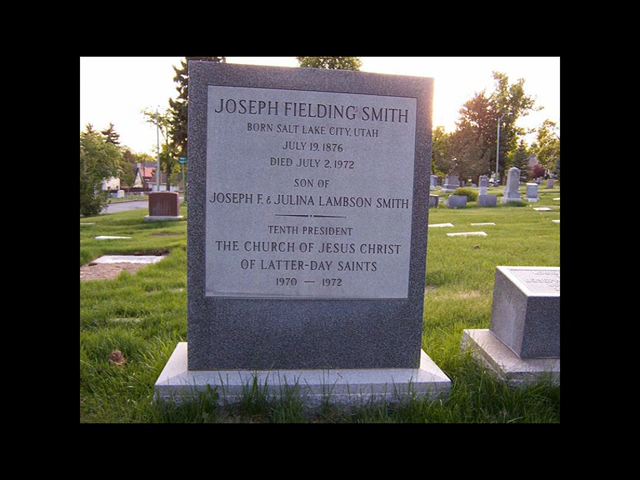 JOSEPH FIELDING SMITH
BORN SALT LAKE CITY, UTAH
JULY 19, 1876
DIED JULY 2, 1972
SON OF
JOSEPH F. & JULINA LAMBSON SMITH
TENTH PRESIDENT
THE CHURCH OF JESUS CHRIST
OF LATTER-DAY SAINTS
1970 — 1972